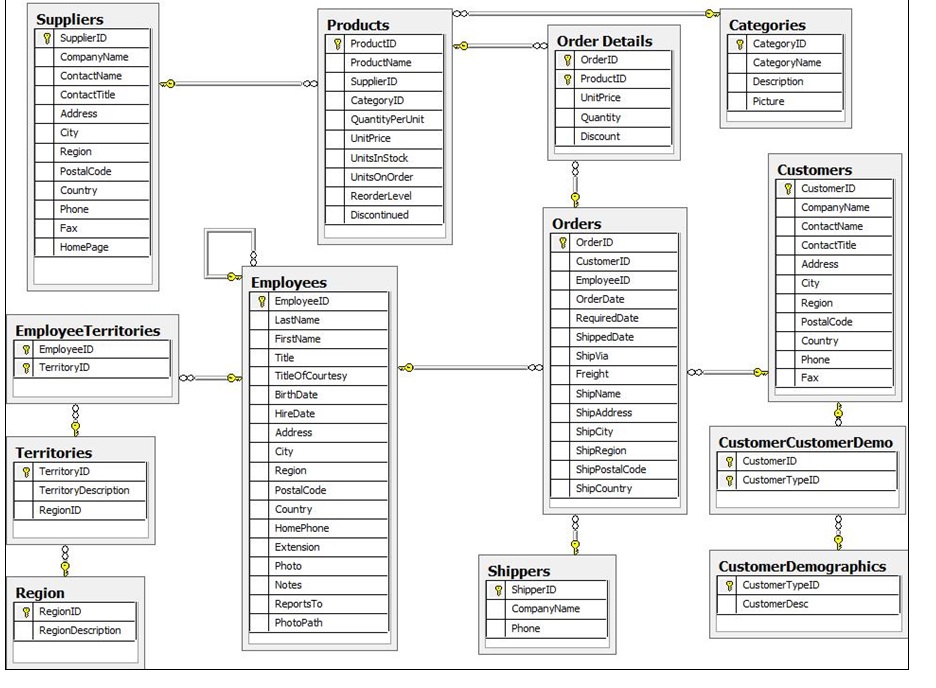 Suppliers
SupplierID
CompanyName
ContactName
ContactTitle
Address
City
Region
PostalCode
Country
Phone
Fax
HomePage
Products
ProductID
ProductName
SupplierID
CategoryID
QuantityPerUnit
UnitPrice
UnitsInStock
UnitsOnOrder
ReorderLevel
Discontinued
Order Details
OrderID
ProductID
UnitPrice
Quantity
Discount
Categories
CategoryID
CategoryName
Description
Picture
Employees
EmployeeID
LastName
FirstName
Title
TitleOfCourtesy
BirthDate
HireDate
Address
City
Region
PostalCode
Country
HomePhone
Extension
Photo
Notes
ReportsTo
PhotoPath
Orders
OrderID
CustomerID
EmployeeID
OrderDate
RequiredDate
ShippedDate
ShipVia
Freight
ShipName
ShipAddress
ShipCity
ShipRegion
ShipPostalCode
ShipCountry
Customers
CustomerID
CompanyName
ContactName
ContactTitle
Address
City
Region
PostalCode
Country
Phone
Fax
EmployeeTerritories
EmployeeID
TerritoryID
Territories
TerritoryID
TerritoryDescription
RegionID
Region
RegionID
RegionDescription
Shippers
ShipperID
CompanyName
Phone
CustomerCustomerDemo
CustomerID
CustomerTypeID
CustomerDemographics
CustomerTypeID
CustomerDesc